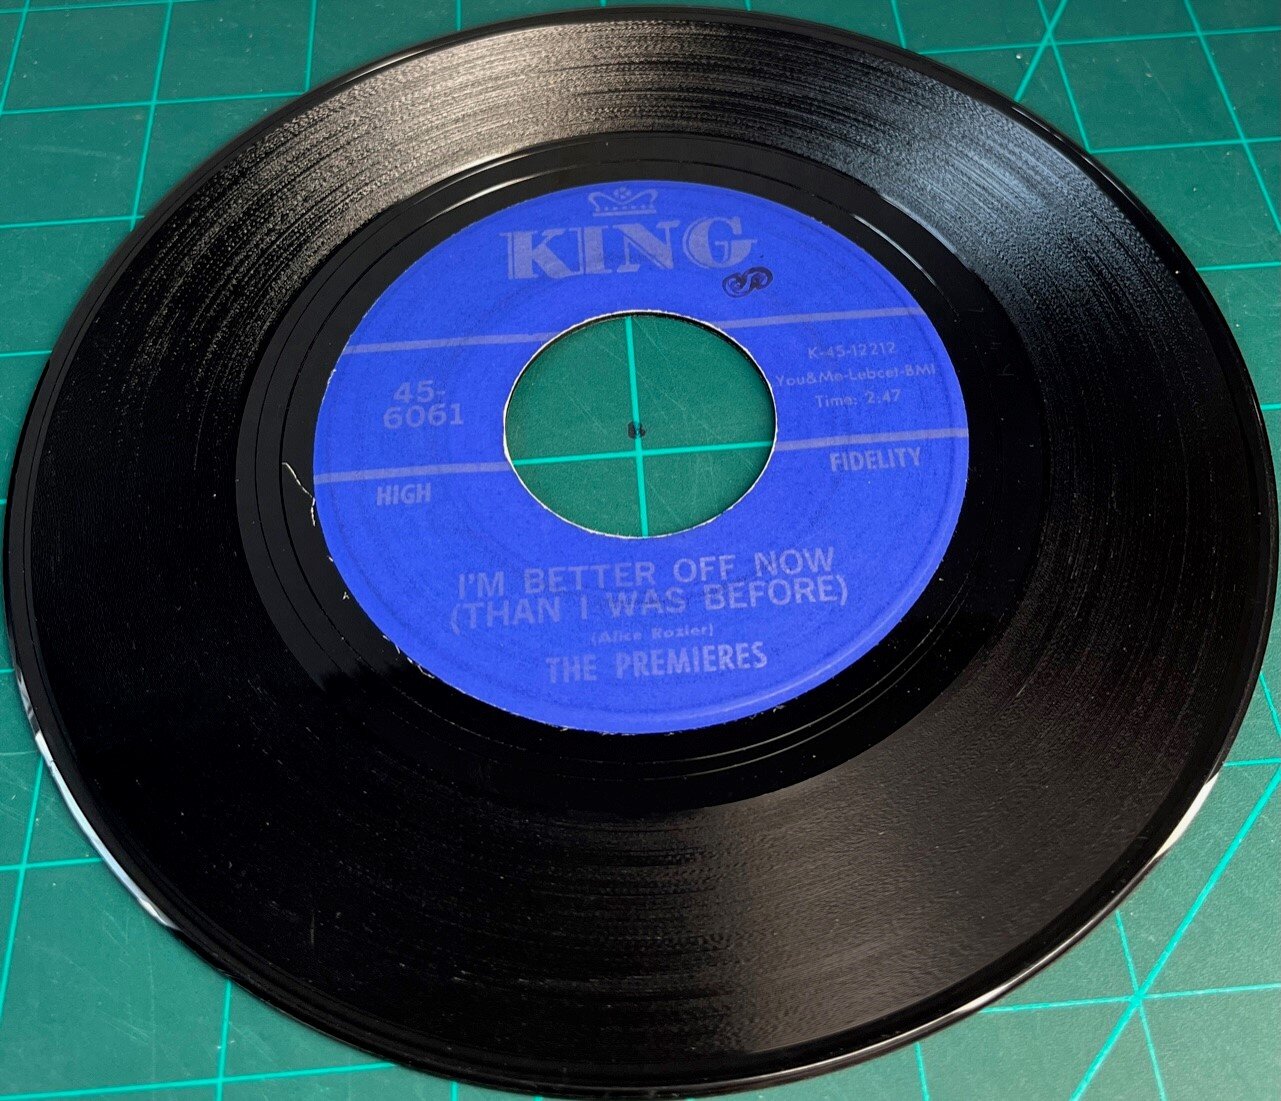 KING
K-45-12212
You&Me-Lebcet-BMI
Time: 2:47
45-
6061
HIGH
FIDELITY
I'M BETTER OFF NOW
(THAN I WAS BEFORE)
(Alice Rozier)
THE PREMIERES